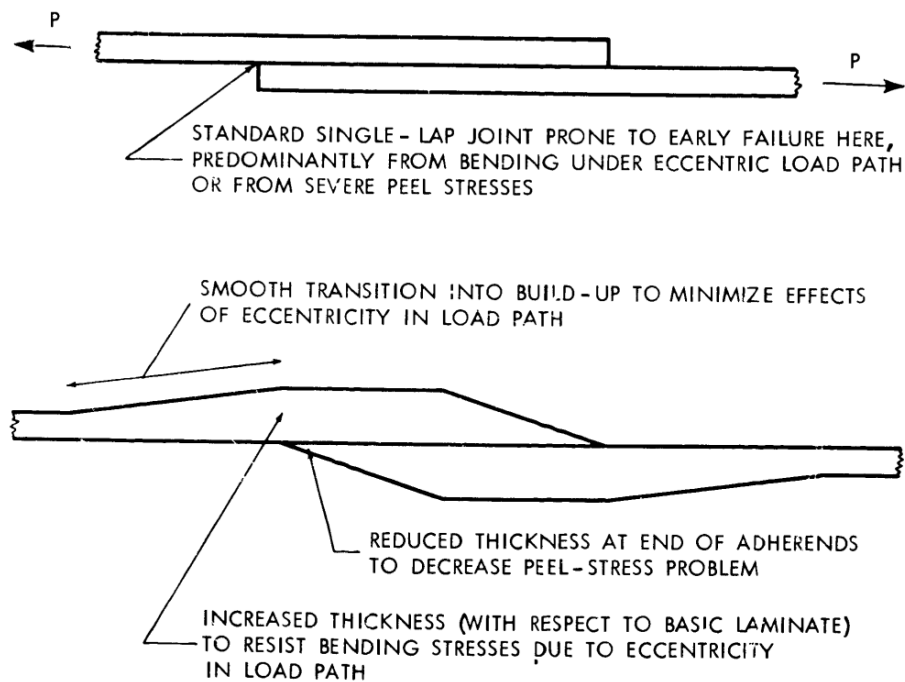 P
P
STANDARD SINGLE-LAP JOINT PRONE TO EARLY FAILURE HERE,
PREDOMINANTLY FROM BENDING UNDER ECCENTRIC LOAD PATH
OR FROM SEVERE PEEL STRESSES
SMOOTH TRANSITION INTO BUILD-UP TO MINIMIZE EFFECTS
OF ECCENTRICITY IN LOAD PATH
REDUCED THICKNESS AT END OF ADHERENDS
TO DECREASE PEEL-STRESS PROBLEM
INCREASED THICKNESS (WITH RESPECT TO BASIC LAMINATE)
TO RESIST BENDING STRESSES DUE TO ECCENTRICITY
IN LOAD PATH